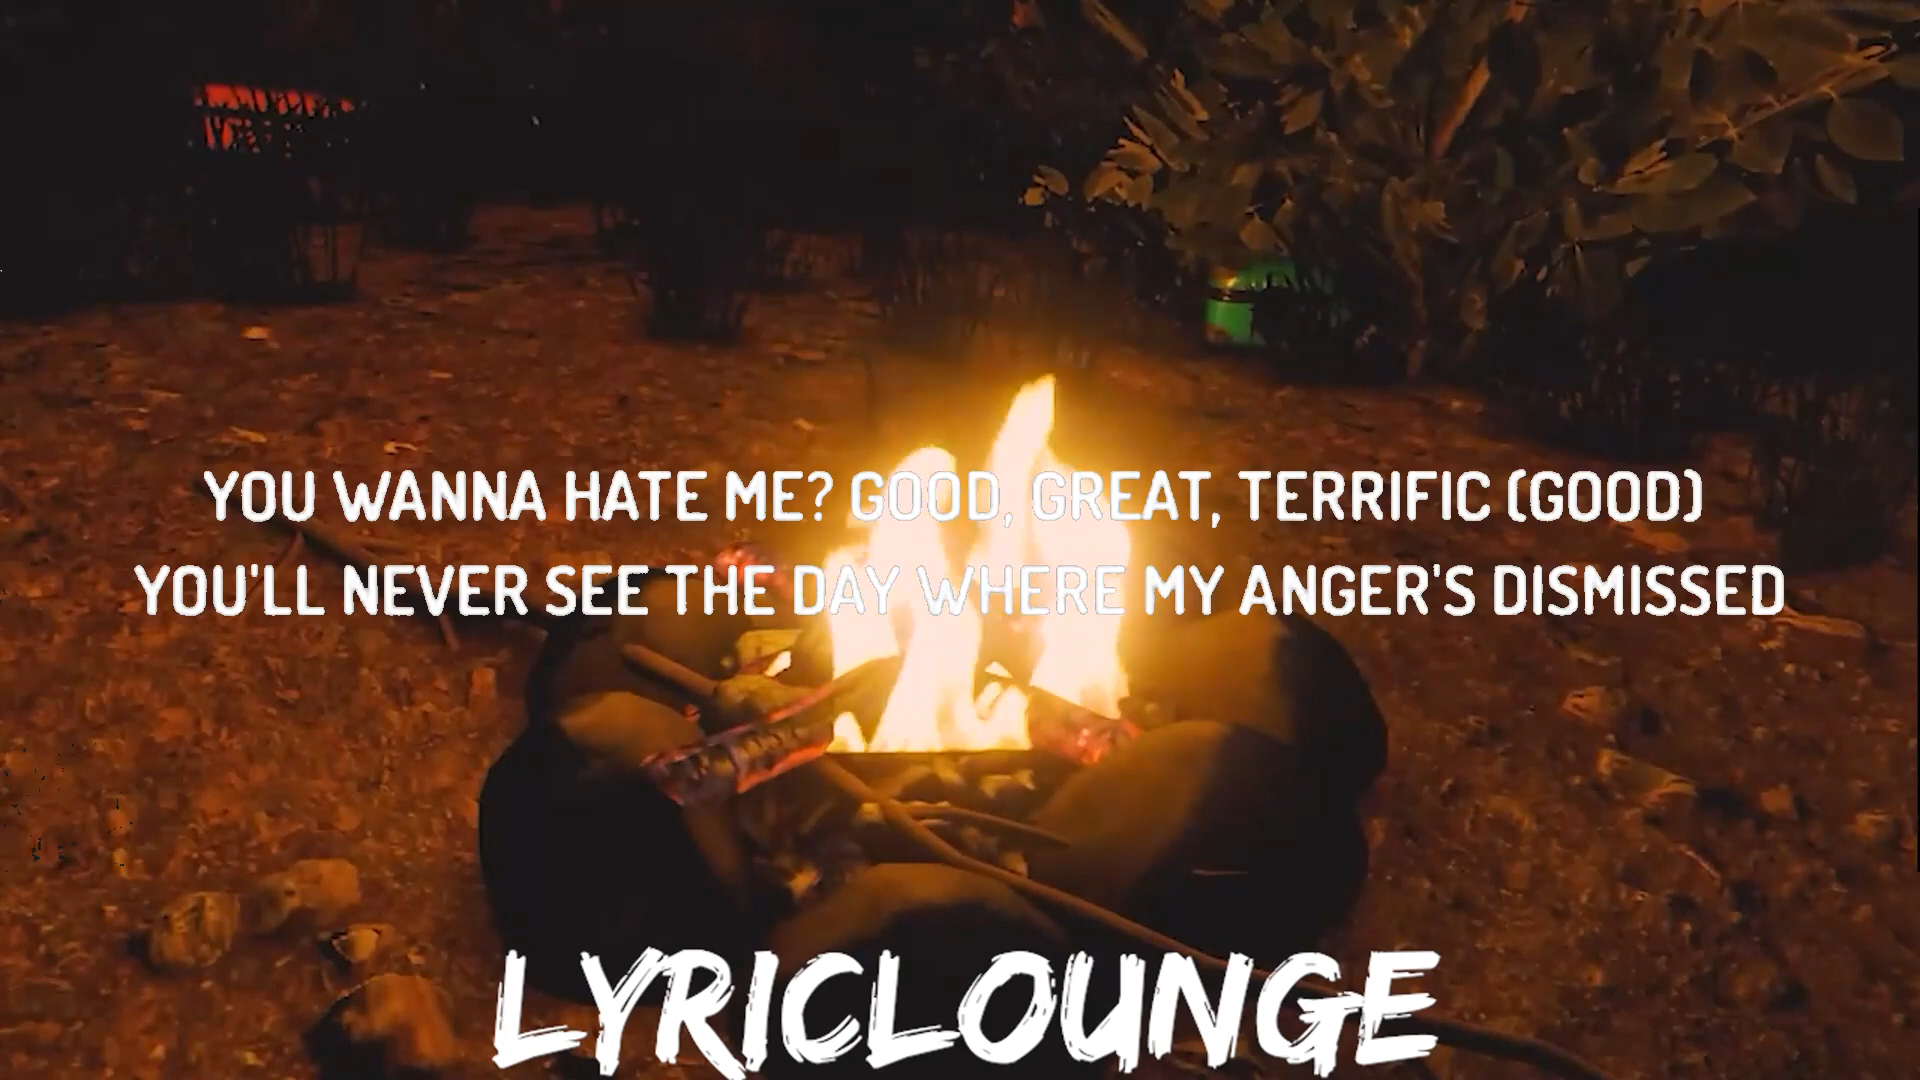 YOU WANNA HATE ME? GOOD, GREAT, TERRIFIC (GOOD)
YOU'LL NEVER SEE THE DAY WHERE MY ANGER'S DISMISSED
LYRICLOUNGE